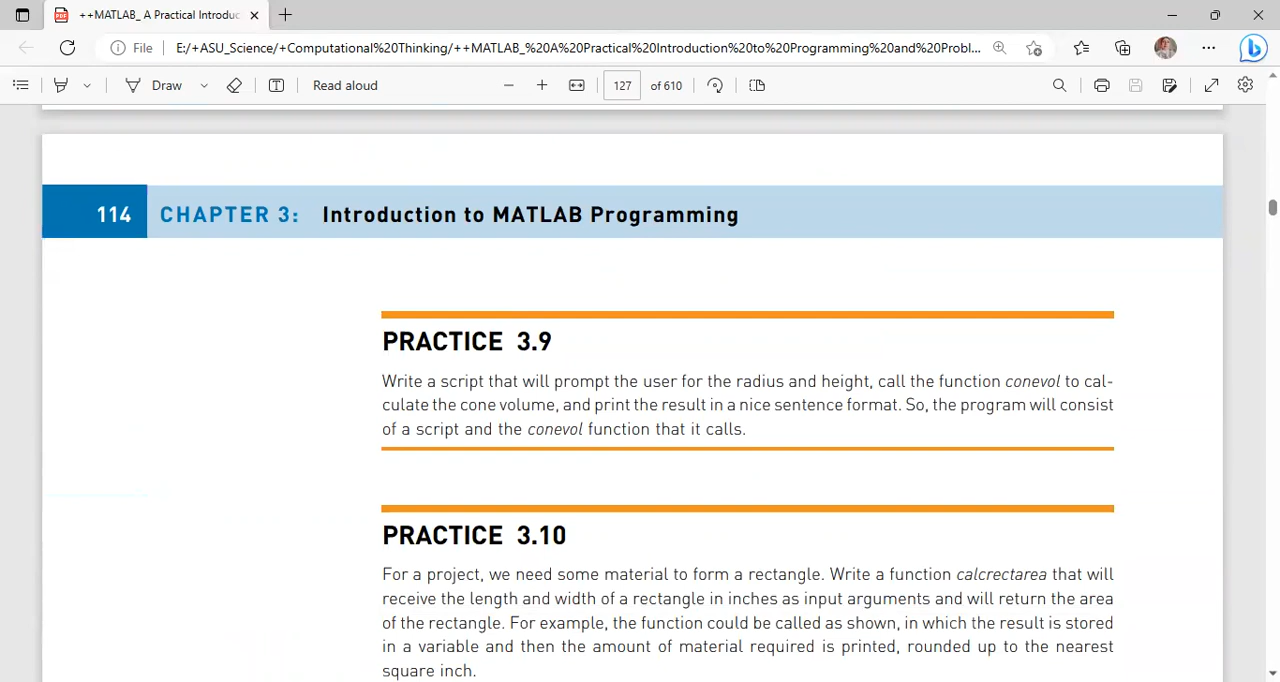 ++MATLAB_ A Practical Introduc
File
E:/+ASU_Science/+Computational%20Thinking/++MATLAB_%20A%20Practical%20Introduction%20to%20Programming%20and%20Probl...
Draw
Read aloud
127
of 610
114 CHAPTER 3: Introduction to MATLAB Programming
PRACTICE 3.9
Write a script that will prompt the user for the radius and height, call the function conevol to cal-
culate the cone volume, and print the result in a nice sentence format. So, the program will consist
of a script and the conevol function that it calls.
PRACTICE 3.10
For a project, we need some material to form a rectangle. Write a function calcrectarea that will
receive the length and width of a rectangle in inches as input arguments and will return the area
of the rectangle. For example, the function could be called as shown, in which the result is stored
in a variable and then the amount of material required is printed, rounded up to the nearest
square inch.